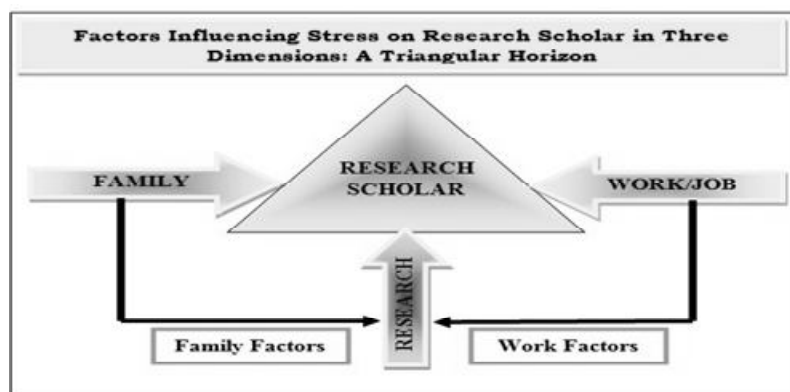 Factors Influencing Stress on Research Scholar in Three
Dimensions: A Triangular Horizon
RESEARCH
SCHOLAR
FAMILY
WORK/JOB
RESEARCH
Family Factors
Work Factors